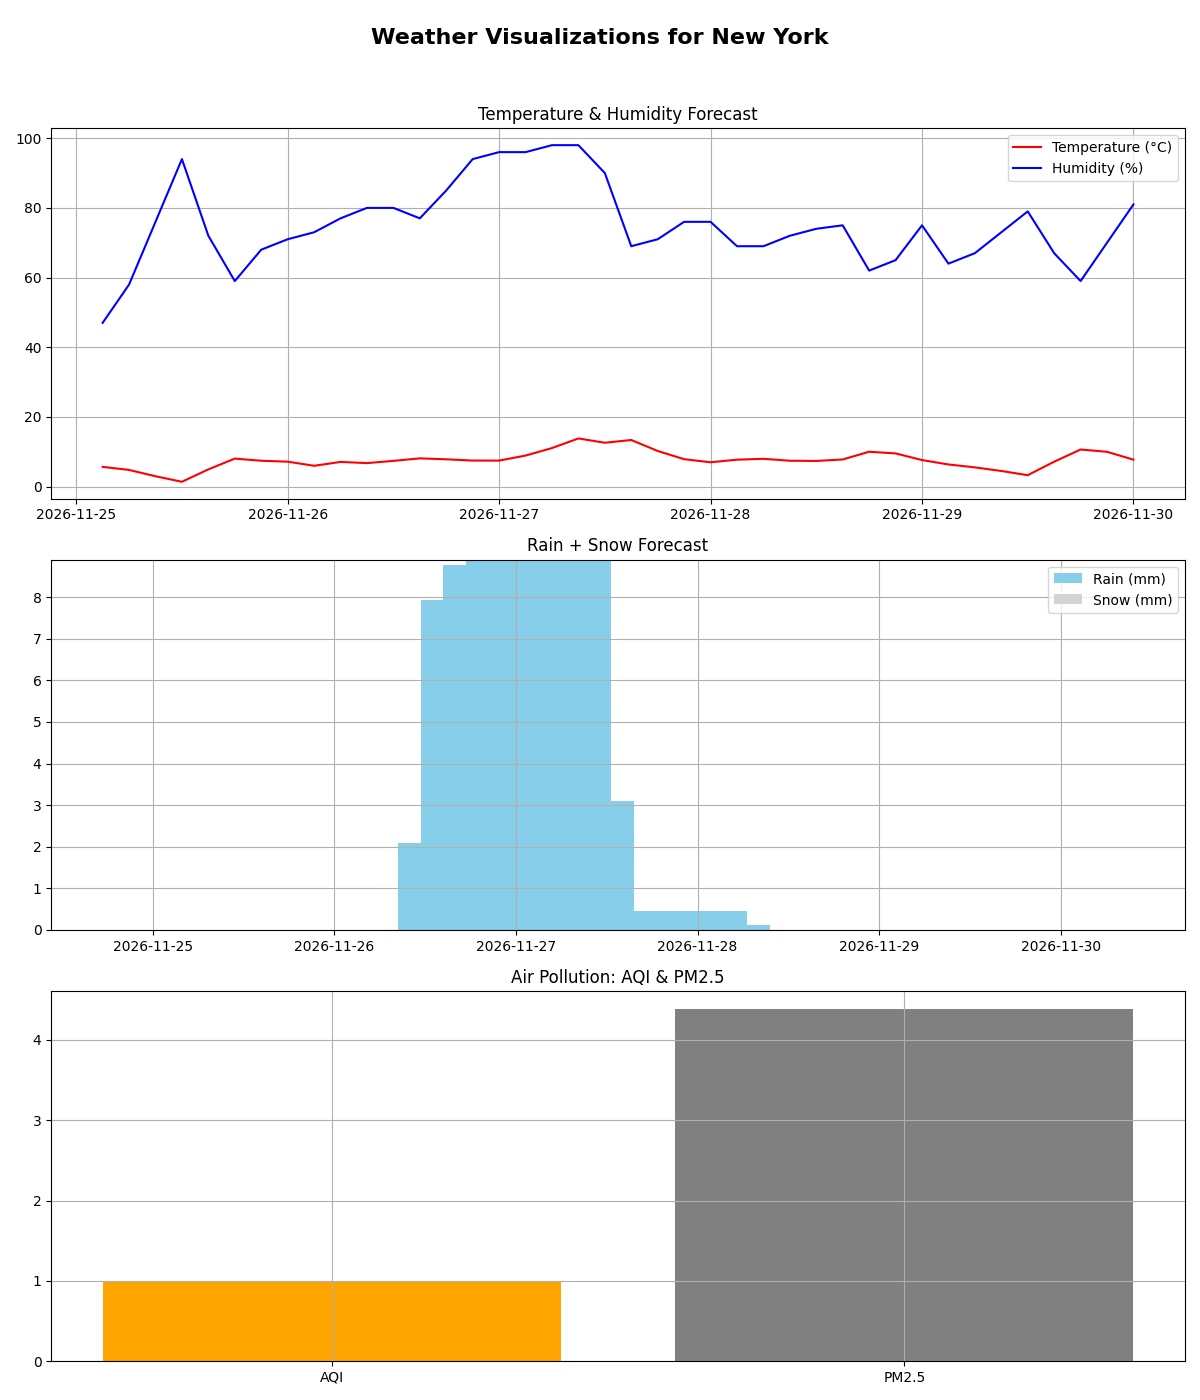 Weather Visualizations for New York
Temperature & Humidity Forecast
100
80
60
40
20
0
Temperature (°C)
Humidity (%)
2026-11-25 2026-11-26 2026-11-27 2026-11-28 2026-11-29 2026-11-30
Rain + Snow Forecast
8
7
6
5
4
3
2
1
0
Rain (mm)
Snow (mm)
2026-11-25 2026-11-26 2026-11-27 2026-11-28 2026-11-29 2026-11-30
Air Pollution: AQI & PM2.5
4
3
2
1
0
AQI PM2.5